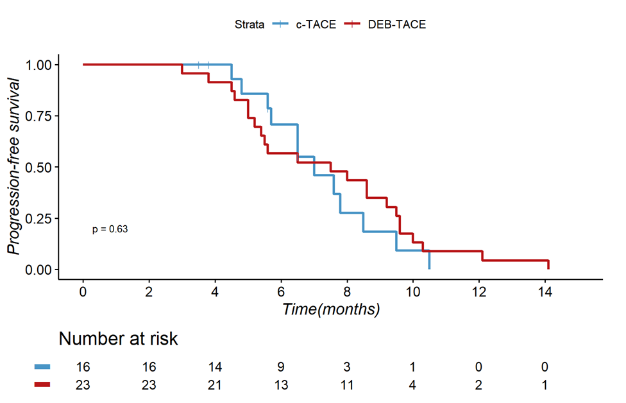 Strata c-TACE DEB-TACE
1.00
0.75
0.50
0.25
0.00
Progression-free survival
p = 0.63
0 2 4 6 8 10 12 14
Time(months)
Number at risk
16 16 14 9 3 1 0 0
23 23 21 13 11 4 2 1